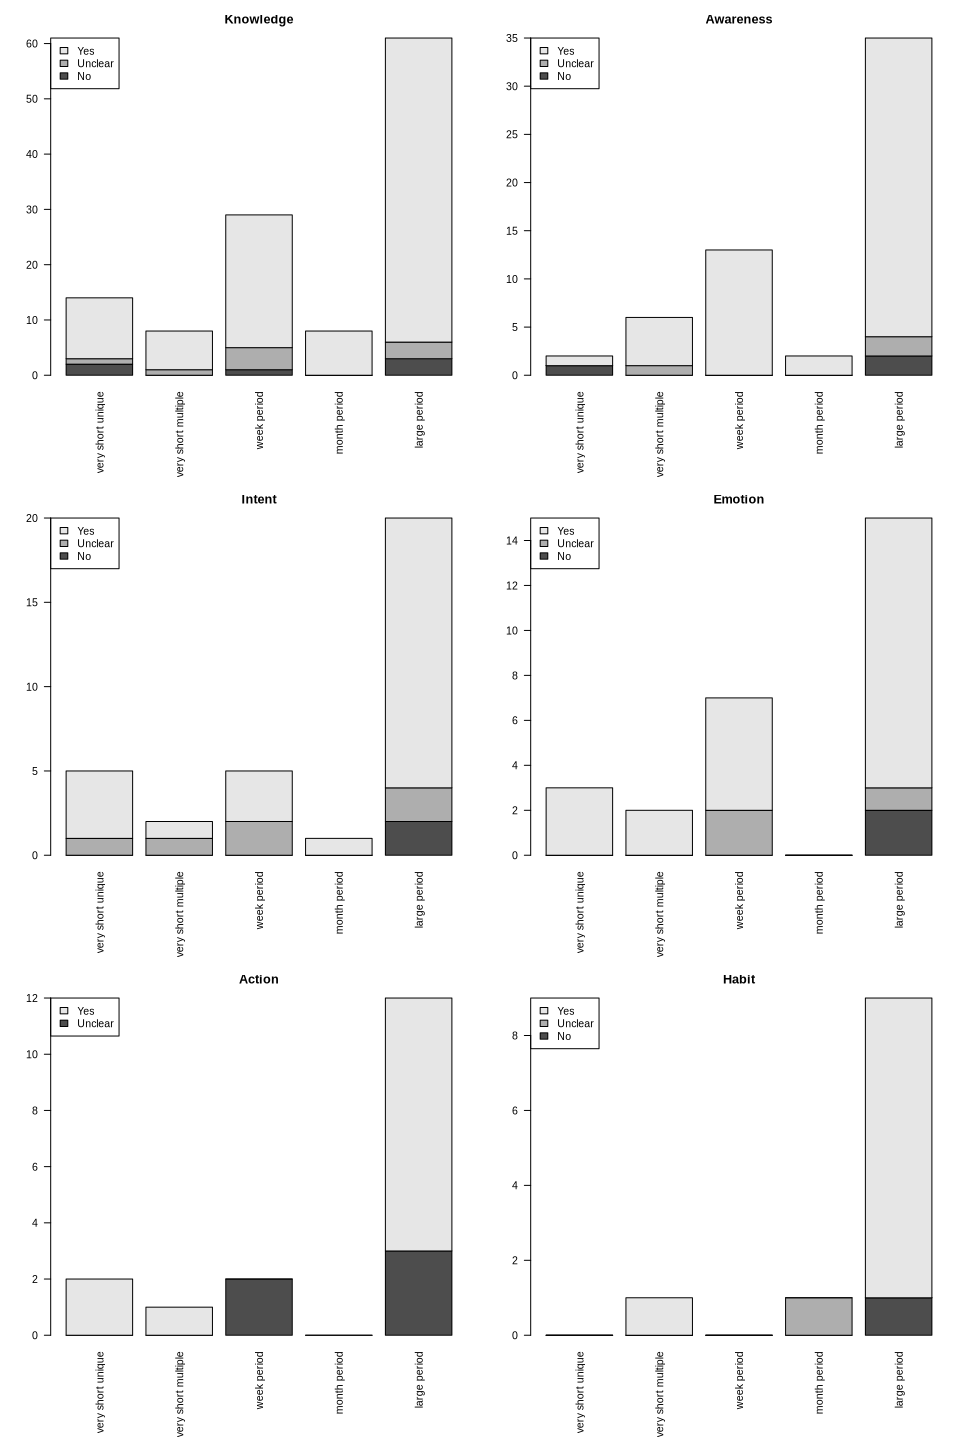 Knowledge
60
50
40
30
20
10
0
Yes
Unclear
No
very short unique
very short multiple
week period
month period
large period
Awareness
35
30
25
20
15
10
5
0
Yes
Unclear
No
very short unique
very short multiple
week period
month period
large period
Intent
20
15
10
5
0
Yes
Unclear
No
very short unique
very short multiple
week period
month period
large period
Emotion
14
12
10
8
6
4
2
0
Yes
Unclear
No
very short unique
very short multiple
week period
month period
large period
Action
12
10
8
6
4
2
0
Yes
Unclear
very short unique
very short multiple
week period
month period
large period
Habit
8
6
4
2
0
Yes
Unclear
No
very short unique
very short multiple
week period
month period
large period